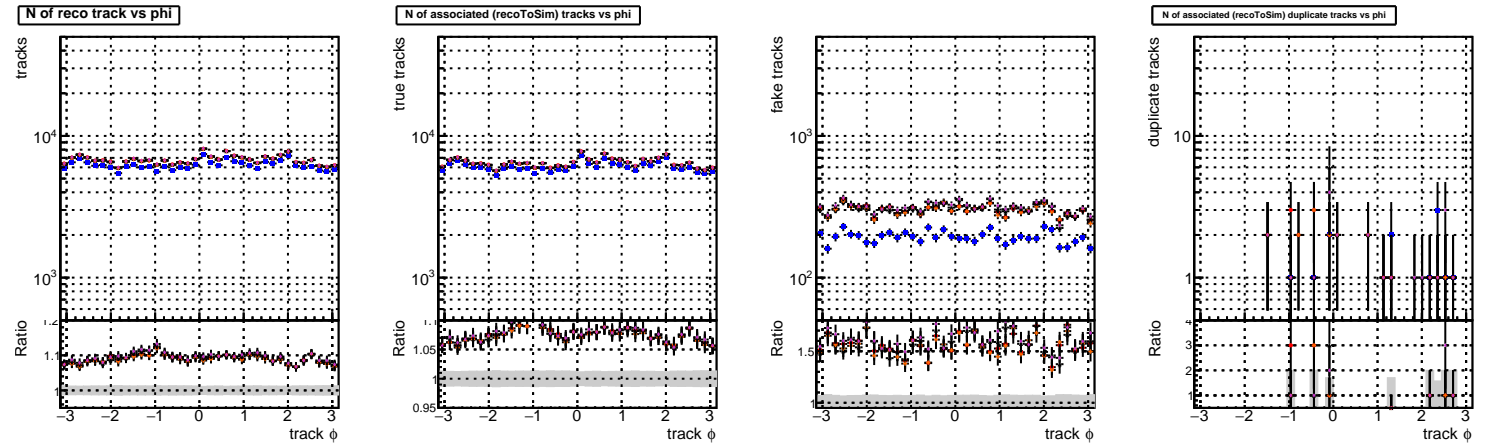 N of reco track vs phi
tracks
10⁴
10³
Ratio
1.2
1.1
1
−3 −2 −1 0 1 2 3
track ϕ
N of associated (recoToSim) tracks vs phi
true tracks
10⁴
10³
Ratio
1.1
1.05
1
0.95
−3 −2 −1 0 1 2 3
track ϕ
fake tracks
10³
10²
Ratio
1.5
1
−3 −2 −1 0 1 2 3
track ϕ
N of associated (recoToSim) duplicate tracks vs phi
duplicate tracks
10
1
Ratio
4
3
2
1
−3 −2 −1 0 1 2 3
track ϕ